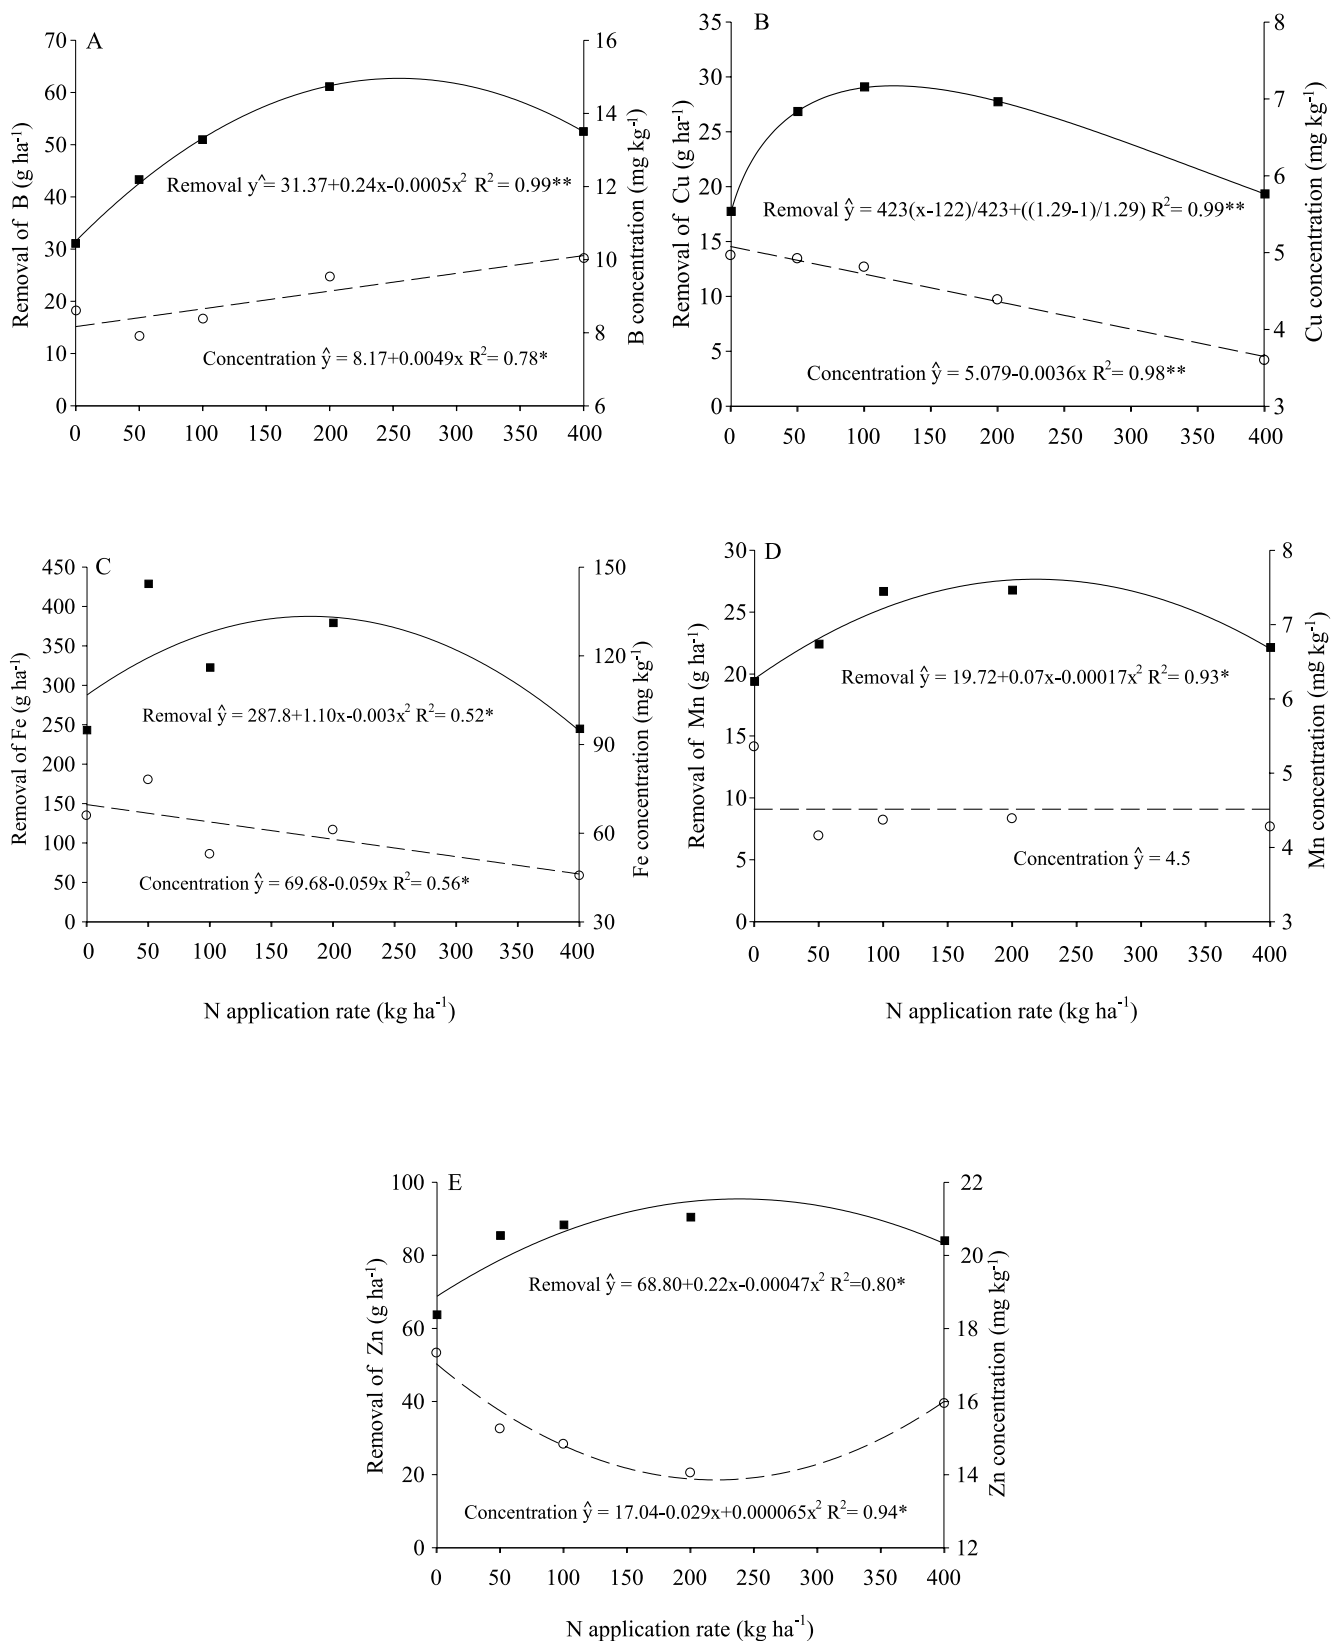 A
70
60
50
40
30
20
10
0
Removal of B (g ha⁻¹)
16
14
12
10
8
6
B concentration (mg kg⁻¹)
Removal y^ = 31.37+0.24x-0.0005x² R² = 0.99**
Concentration ŷ = 8.17+0.0049x R² = 0.78*
0 50 100 150 200 250 300 350 400
B
35
30
25
20
15
10
5
0
Removal of Cu (g ha⁻¹)
8
7
6
5
4
3
Cu concentration (mg kg⁻¹)
Removal ŷ = 423(x-122)/423+((1.29-1)/1.29) R² = 0.99**
Concentration ŷ = 5.079-0.0036x R² = 0.98**
0 50 100 150 200 250 300 350 400
C
450
400
350
300
250
200
150
100
50
0
Removal of Fe (g ha⁻¹)
150
120
90
60
30
Fe concentration (mg kg⁻¹)
Removal ŷ = 287.8+1.10x-0.003x² R² = 0.52*
Concentration ŷ = 69.68-0.059x R² = 0.56*
0 50 100 150 200 250 300 350 400
N application rate (kg ha⁻¹)
D
30
25
20
15
10
5
0
Removal of Mn (g ha⁻¹)
8
7
6
5
4
3
Mn concentration (mg kg⁻¹)
Removal ŷ = 19.72+0.07x-0.00017x² R² = 0.93*
Concentration ŷ = 4.5
0 50 100 150 200 250 300 350 400
N application rate (kg ha⁻¹)
E
100
80
60
40
20
0
Removal of Zn (g ha⁻¹)
22
20
18
16
14
12
Zn concentration (mg kg⁻¹)
Removal ŷ = 68.80+0.22x-0.00047x² R² =0.80*
Concentration ŷ = 17.04-0.029x+0.000065x² R² = 0.94*
0 50 100 150 200 250 300 350 400
N application rate (kg ha⁻¹)